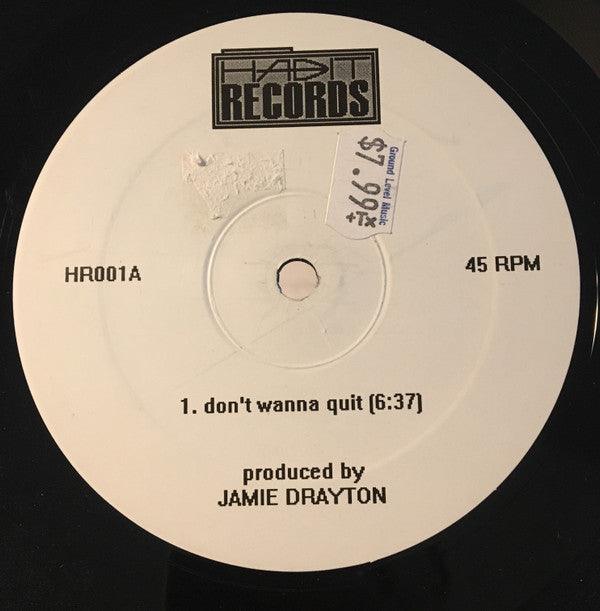 HABIT
RECORDS
Ground Level Music
$7.99
+Tx
HR001A
45 RPM
1. don't wanna quit (6:37)
produced by
JAMIE DRAYTON